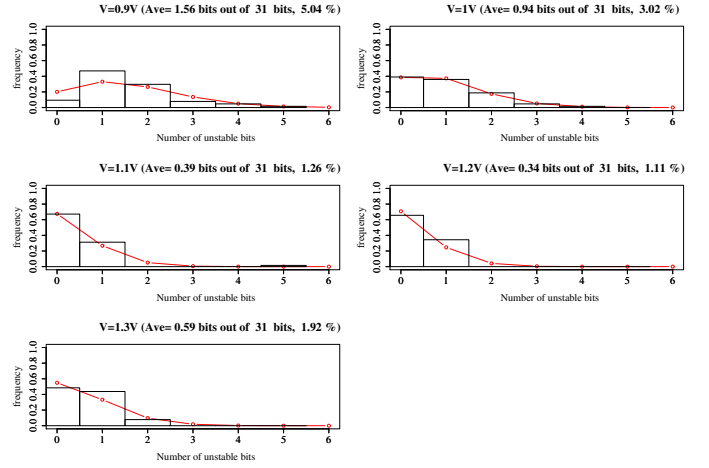 V=0.9V (Ave= 1.56 bits out of 31 bits, 5.04 %)
frequency
0.0 0.2 0.4 0.6 0.8 1.0
0 1 2 3 4 5 6
Number of unstable bits
V=1V (Ave= 0.94 bits out of 31 bits, 3.02 %)
frequency
0.0 0.2 0.4 0.6 0.8 1.0
0 1 2 3 4 5 6
Number of unstable bits
V=1.1V (Ave= 0.39 bits out of 31 bits, 1.26 %)
frequency
0.0 0.2 0.4 0.6 0.8 1.0
0 1 2 3 4 5 6
Number of unstable bits
V=1.2V (Ave= 0.34 bits out of 31 bits, 1.11 %)
frequency
0.0 0.2 0.4 0.6 0.8 1.0
0 1 2 3 4 5 6
Number of unstable bits
V=1.3V (Ave= 0.59 bits out of 31 bits, 1.92 %)
frequency
0.0 0.2 0.4 0.6 0.8 1.0
0 1 2 3 4 5 6
Number of unstable bits